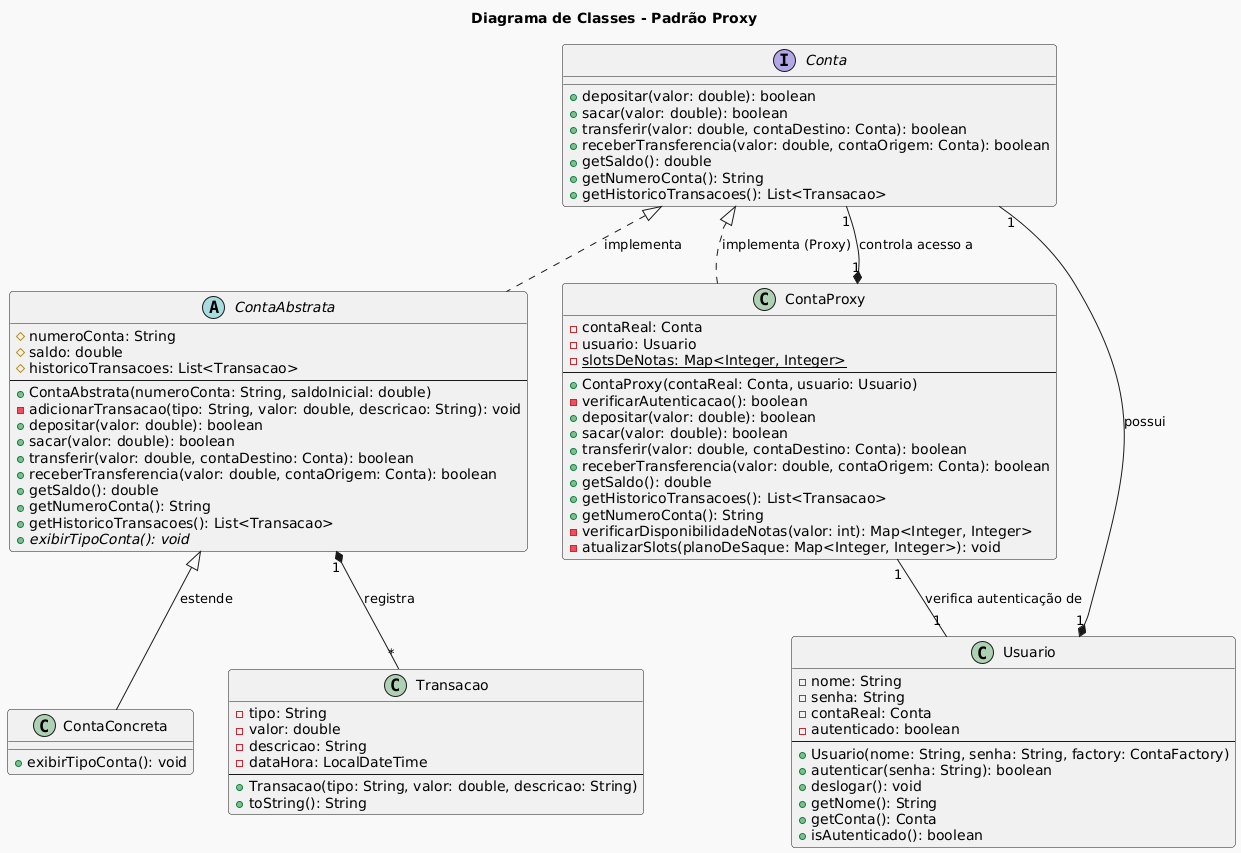 Diagrama de Classes - Padrão Proxy
I Conta
depositar(valor: double): boolean
sacar(valor: double): boolean
transferir(valor: double, contaDestino: Conta): boolean
receberTransferencia(valor: double, contaOrigem: Conta): boolean
getSaldo(): double
getNumeroConta(): String
getHistoricoTransacoes(): List<Transacao>
1
1
implementa
implementa (Proxy)
controla acesso a
1
A ContaAbstrata
numeroConta: String
saldo: double
historicoTransacoes: List<Transacao>
ContaAbstrata(numeroConta: String, saldoInicial: double)
adicionarTransacao(tipo: String, valor: double, descricao: String): void
depositar(valor: double): boolean
sacar(valor: double): boolean
transferir(valor: double, contaDestino: Conta): boolean
receberTransferencia(valor: double, contaOrigem: Conta): boolean
getSaldo(): double
getNumeroConta(): String
getHistoricoTransacoes(): List<Transacao>
exibirTipoConta(): void
C ContaProxy
contaReal: Conta
usuario: Usuario
slotsDeNotas: Map<Integer, Integer>
ContaProxy(contaReal: Conta, usuario: Usuario)
verificarAutenticacao(): boolean
depositar(valor: double): boolean
sacar(valor: double): boolean
transferir(valor: double, contaDestino: Conta): boolean
receberTransferencia(valor: double, contaOrigem: Conta): boolean
getSaldo(): double
getHistoricoTransacoes(): List<Transacao>
getNumeroConta(): String
verificarDisponibilidadeNotas(valor: int): Map<Integer, Integer>
atualizarSlots(planoDeSaque: Map<Integer, Integer>): void
possui
1
1
estende
registra
verifica autenticação de
*
1
1
C ContaConcreta
exibirTipoConta(): void
C Transacao
tipo: String
valor: double
descricao: String
dataHora: LocalDateTime
Transacao(tipo: String, valor: double, descricao: String)
toString(): String
C Usuario
nome: String
senha: String
contaReal: Conta
autenticado: boolean
Usuario(nome: String, senha: String, factory: ContaFactory)
autenticar(senha: String): boolean
deslogar(): void
getNome(): String
getConta(): Conta
isAutenticado(): boolean